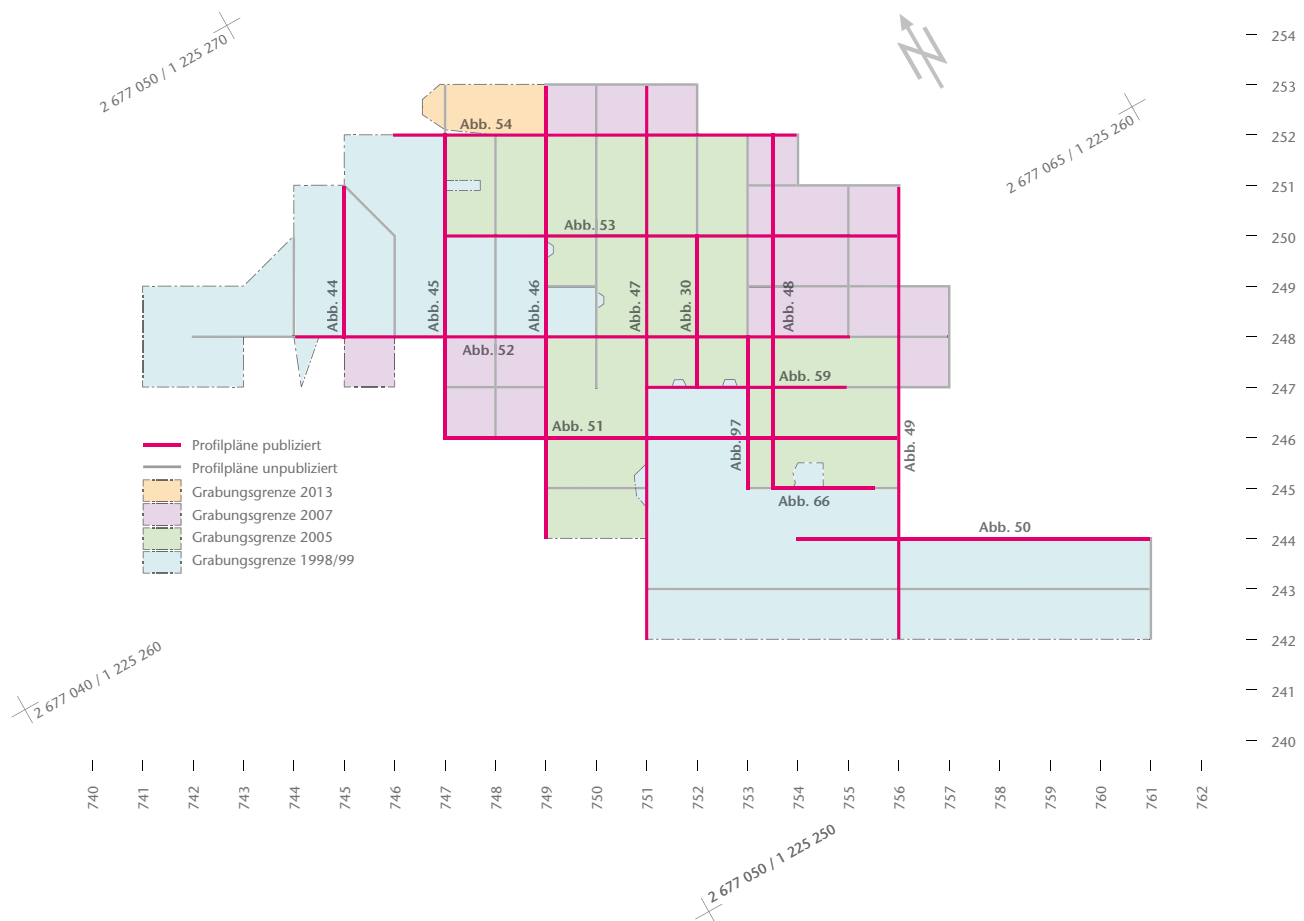 2 677 050 / 1 225 270
2 677 065 / 1 225 260
254
253
252
251
250
249
248
247
246
245
244
243
242
241
240
Abb. 54
Abb. 53
Abb. 44
Abb. 45
Abb. 46
Abb. 47
Abb. 30
Abb. 48
Abb. 52
Abb. 59
Abb. 51
Abb. 97
Abb. 49
Abb. 66
Abb. 50
Profilpläne publiziert
Profilpläne unpubliziert
Grabungsgrenze 2013
Grabungsgrenze 2007
Grabungsgrenze 2005
Grabungsgrenze 1998/99
2 677 040 / 1 225 260
740 741 742 743 744 745 746 747 748 749 750 751 752 753 754 755 756 757 758 759 760 761 762
2 677 050 / 1 225 250